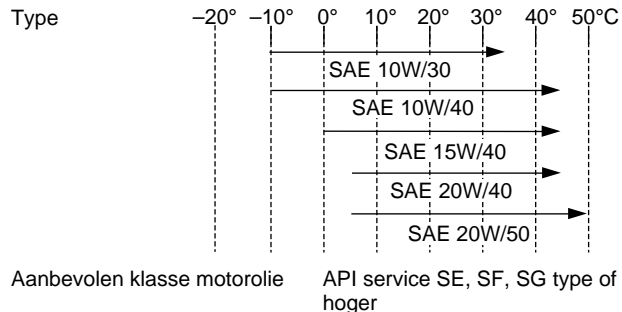 Type –20° –10° 0° 10° 20° 30° 40° 50°C
SAE 10W/30
SAE 10W/40
SAE 15W/40
SAE 20W/40
SAE 20W/50
Aanbevolen klasse motorolie API service SE, SF, SG type of
hoger